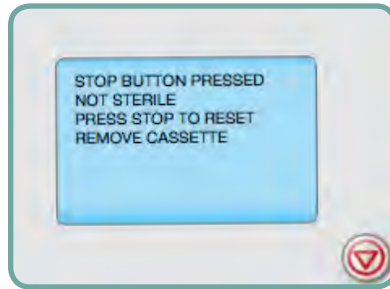 STOP BUTTON PRESSED
NOT STERILE
PRESS STOP TO RESET
REMOVE CASSETTE